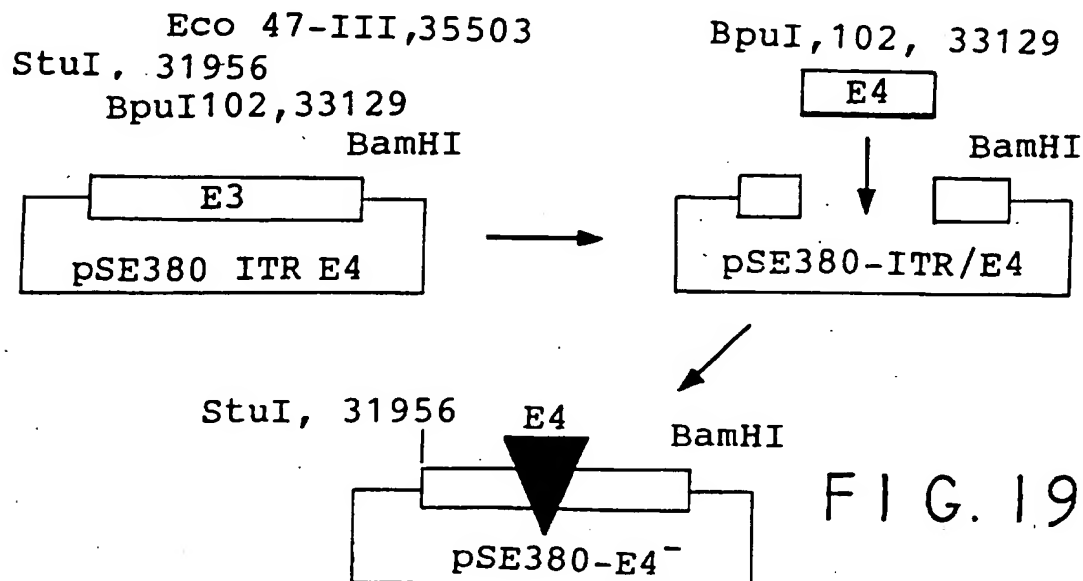 Eco 47-III,35503
StuI, 31956
BpuI102,33129
BamHI
E3
pSE380 ITR E4
BpuI,102, 33129
E4
BamHI
pSE380-ITR/E4
StuI, 31956
E4
BamHI
pSE380-E4⁻
FIG. 19